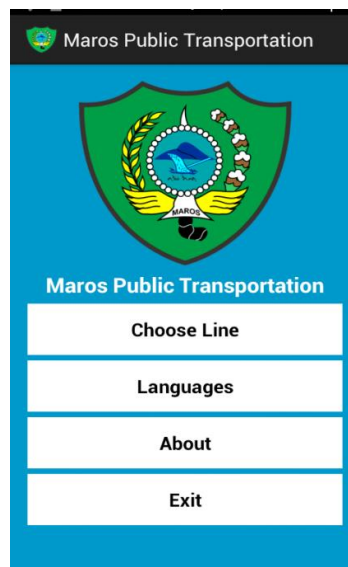 Maros Public Transportation
MAROS
Maros Public Transportation
Choose Line
Languages
About
Exit